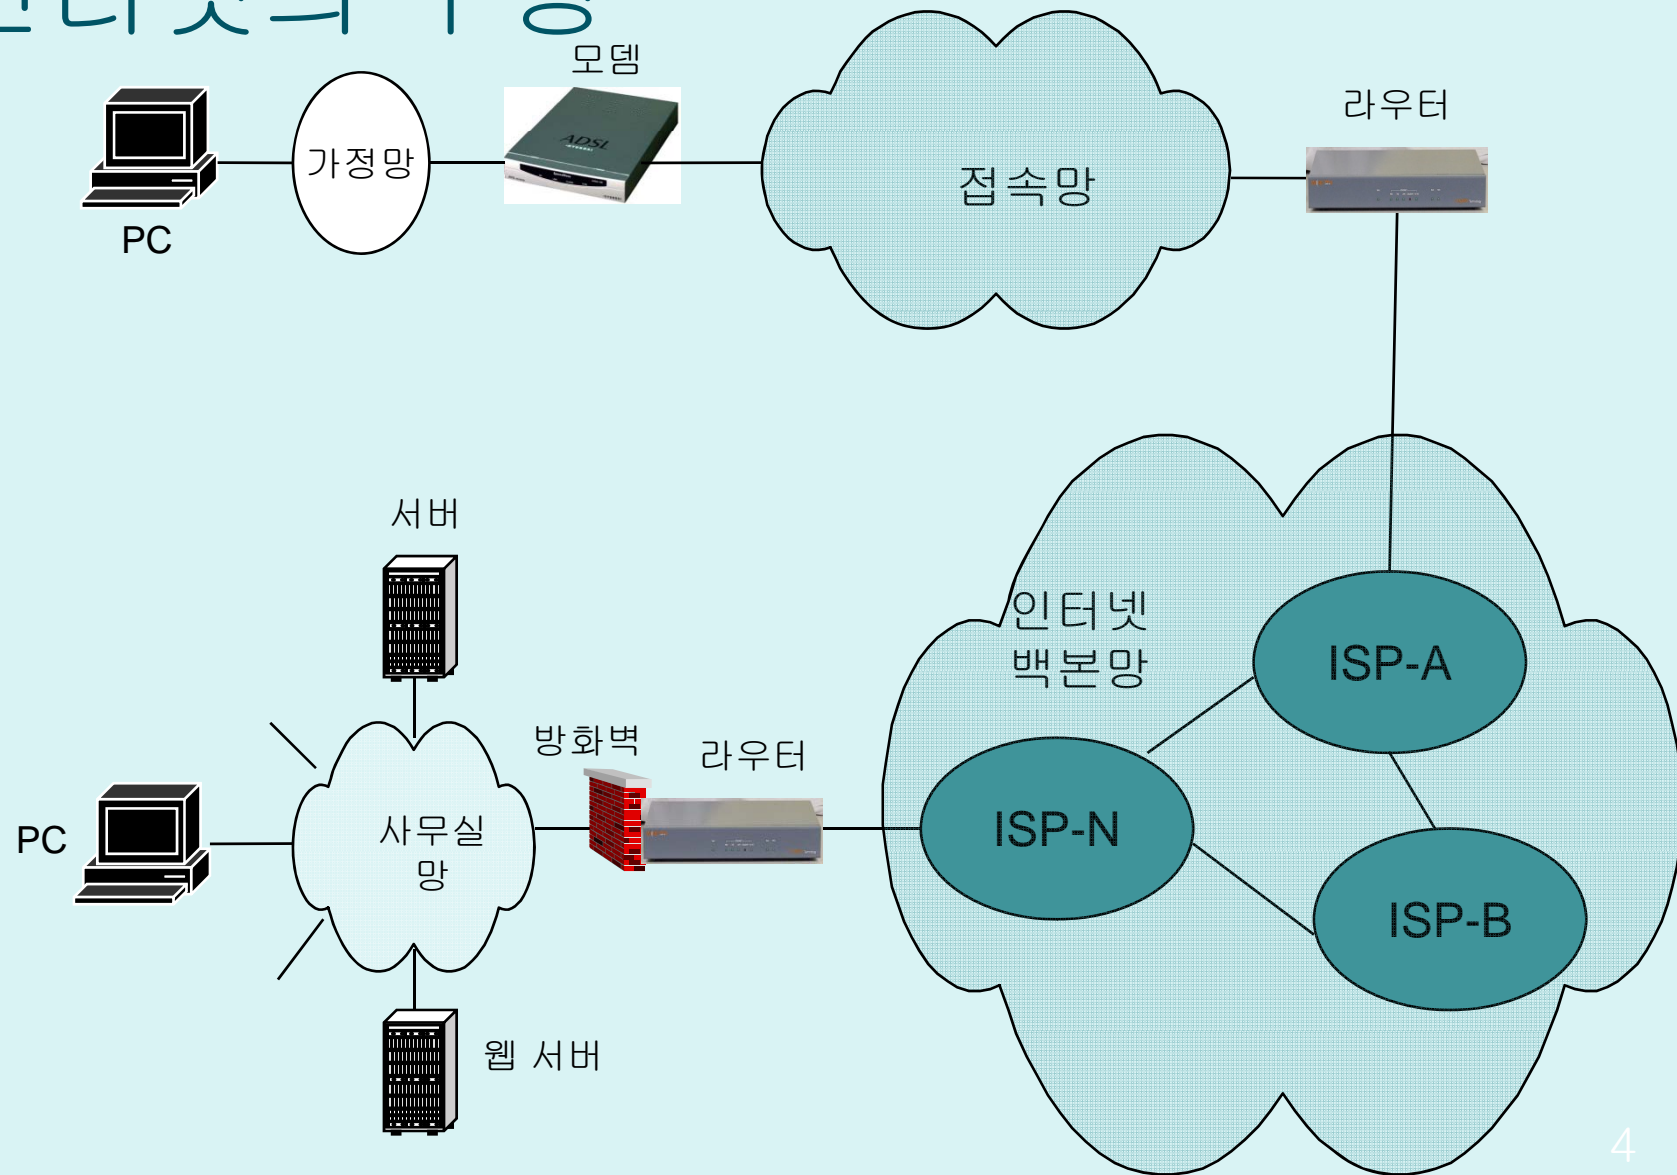 모뎀
라우터
ADSL
가정망
접속망
PC
서버
인터넷
백본망
ISP-A
방화벽
라우터
PC
사무실
망
ISP-N
ISP-B
웹 서버
4